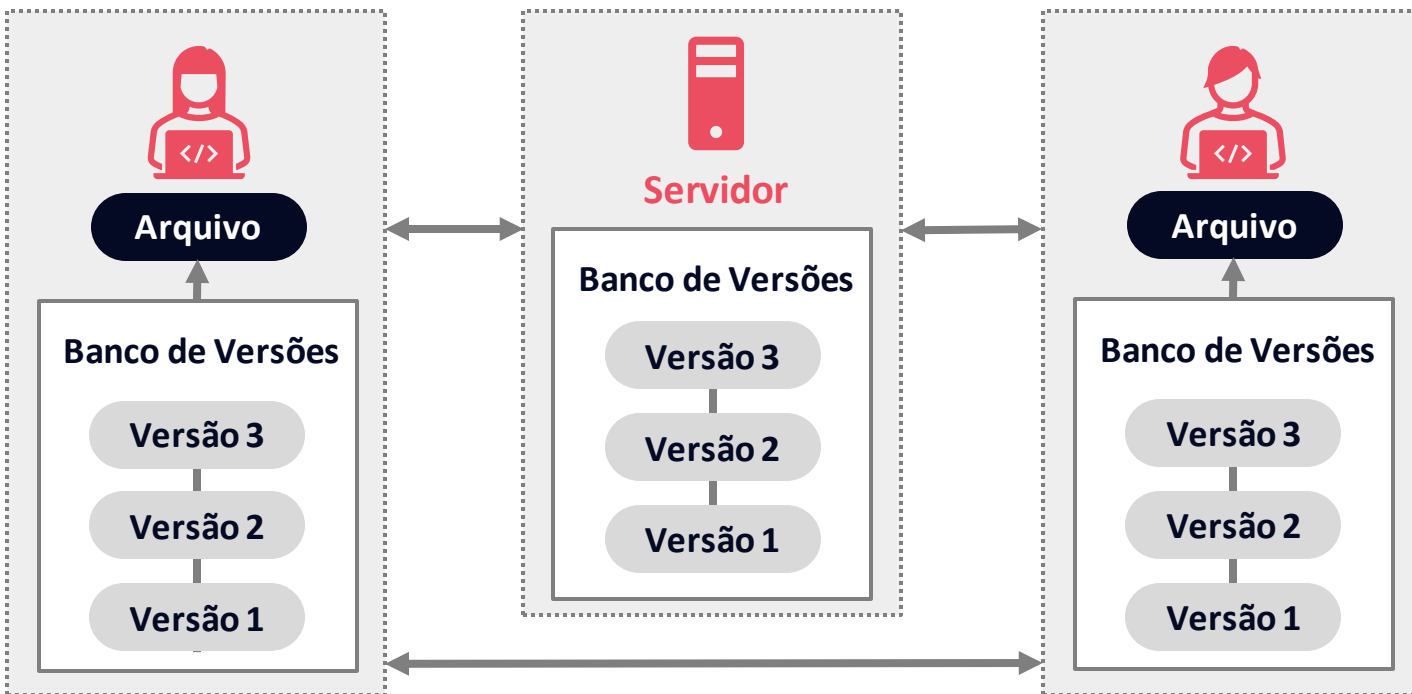 </>
Arquivo
Banco de Versões
Versão 3
Versão 2
Versão 1
Servidor
Banco de Versões
Versão 3
Versão 2
Versão 1
</>
Arquivo
Banco de Versões
Versão 3
Versão 2
Versão 1